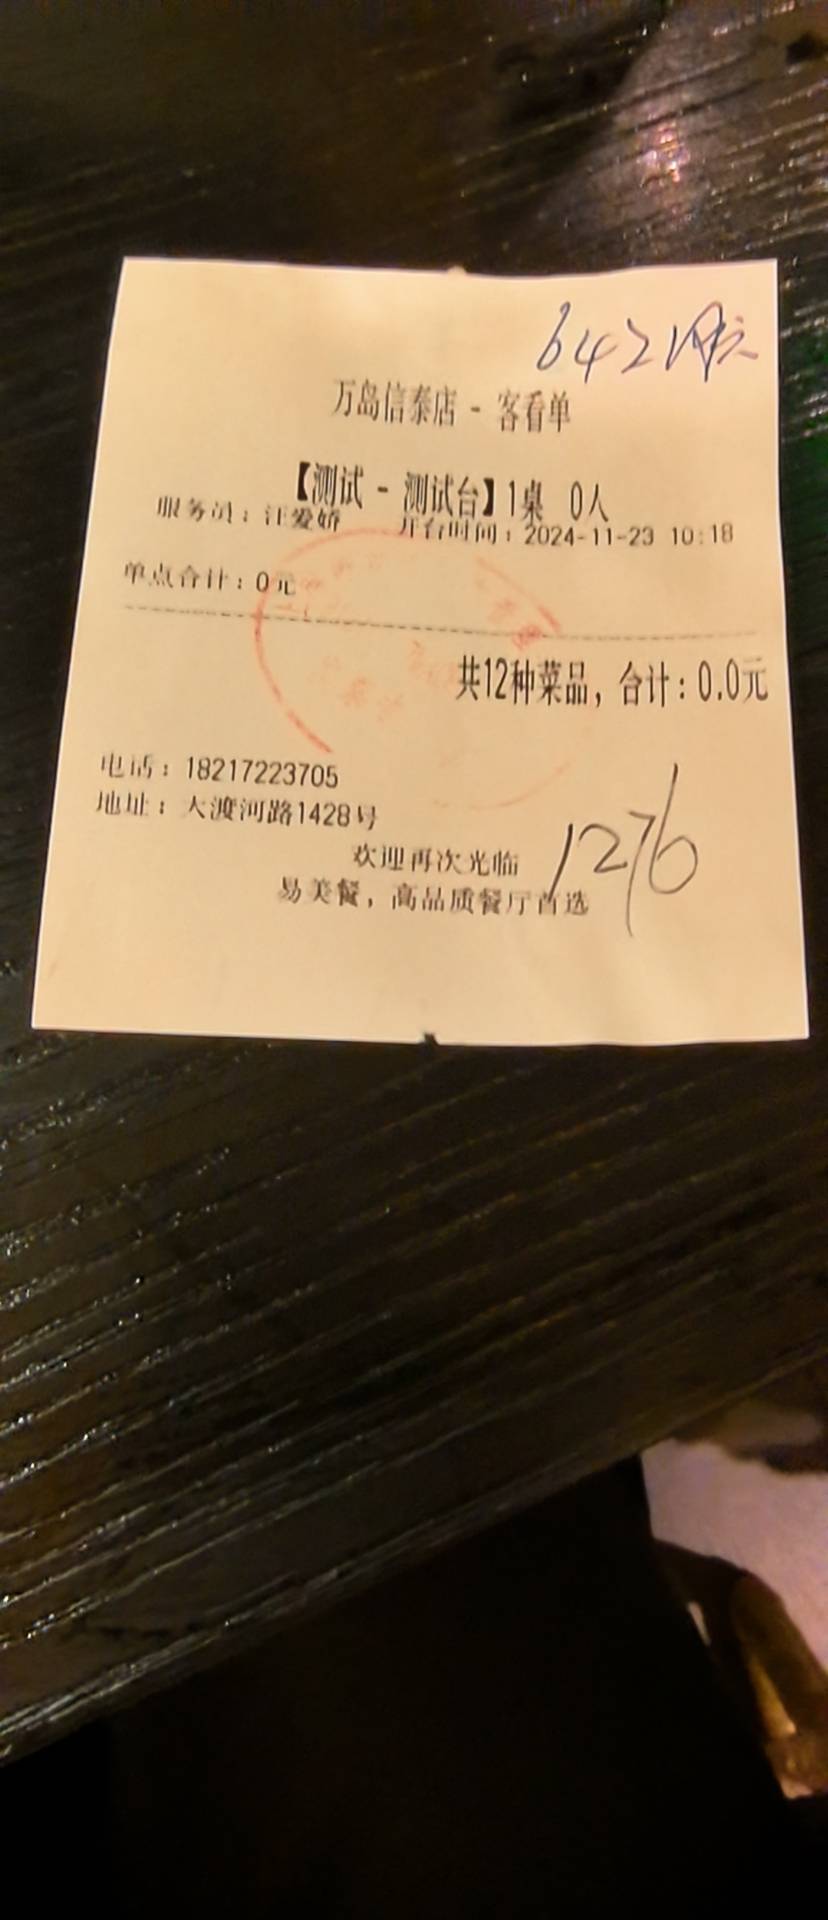 642
万岛信泰店 - 客看单
【测试 - 测试台】1桌 0人
服务员：汪爱娇 开台时间：2024-11-23 10:18
单点合计：0元
共12种菜品，合计：0.0元
电话：18217223705
地址：大渡河路1428号
欢迎再次光临
1276
易美餐，高品质餐厅首选